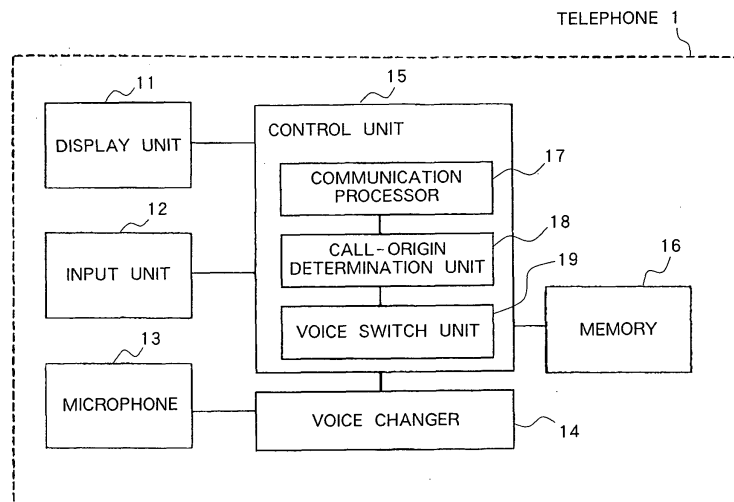 TELEPHONE 1
11
DISPLAY UNIT
15
CONTROL UNIT
17
COMMUNICATION
PROCESSOR
12
INPUT UNIT
18
CALL-ORIGIN
DETERMINATION UNIT
19
VOICE SWITCH UNIT
16
MEMORY
13
MICROPHONE
VOICE CHANGER
14